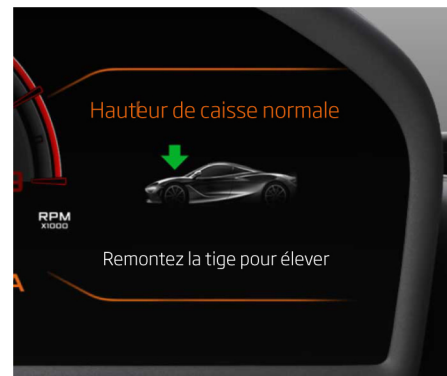 Hauteur de caisse normale
RPM
X1000
Remontez la tige pour élever
A